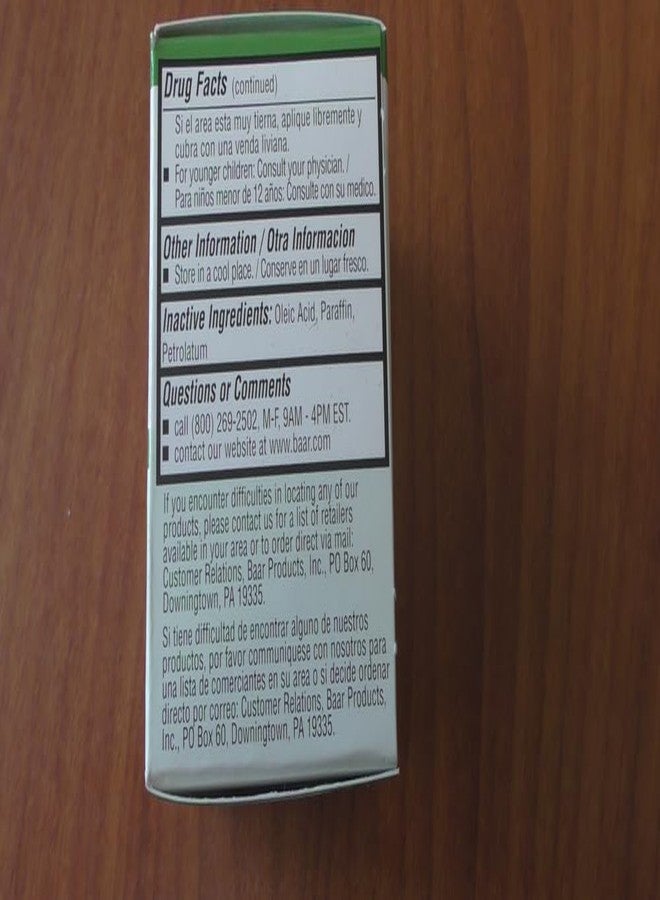 Drug Facts (continued)
Si el area esta muy tierna, aplique libremente y
cubra con una venda liviana.
■ For younger children: Consult your physician. /
Para niños menor de 12 años: Consulte con su medico.
Other Information / Otra Informacion
■ Store in a cool place. / Conserve en un lugar fresco.
Inactive Ingredients: Oleic Acid, Paraffin,
Petrolatum
Questions or Comments
■ call (800) 269-2502, M-F, 9AM - 4PM EST.
■ contact our website at www.baar.com
If you encounter difficulties in locating any of our
products, please contact us for a list of retailers
available in your area or to order direct via mail:
Customer Relations, Baar Products, Inc., PO Box 60,
Downingtown, PA 19335.
Si tiene dificultad de encontrar alguno de nuestros
productos, por favor communiquese con nosotros para
una lista de comerciantes en su area o si decide ordenar
directo por correo: Customer Relations, Baar Products,
Inc., PO Box 60, Downingtown, PA 19335.